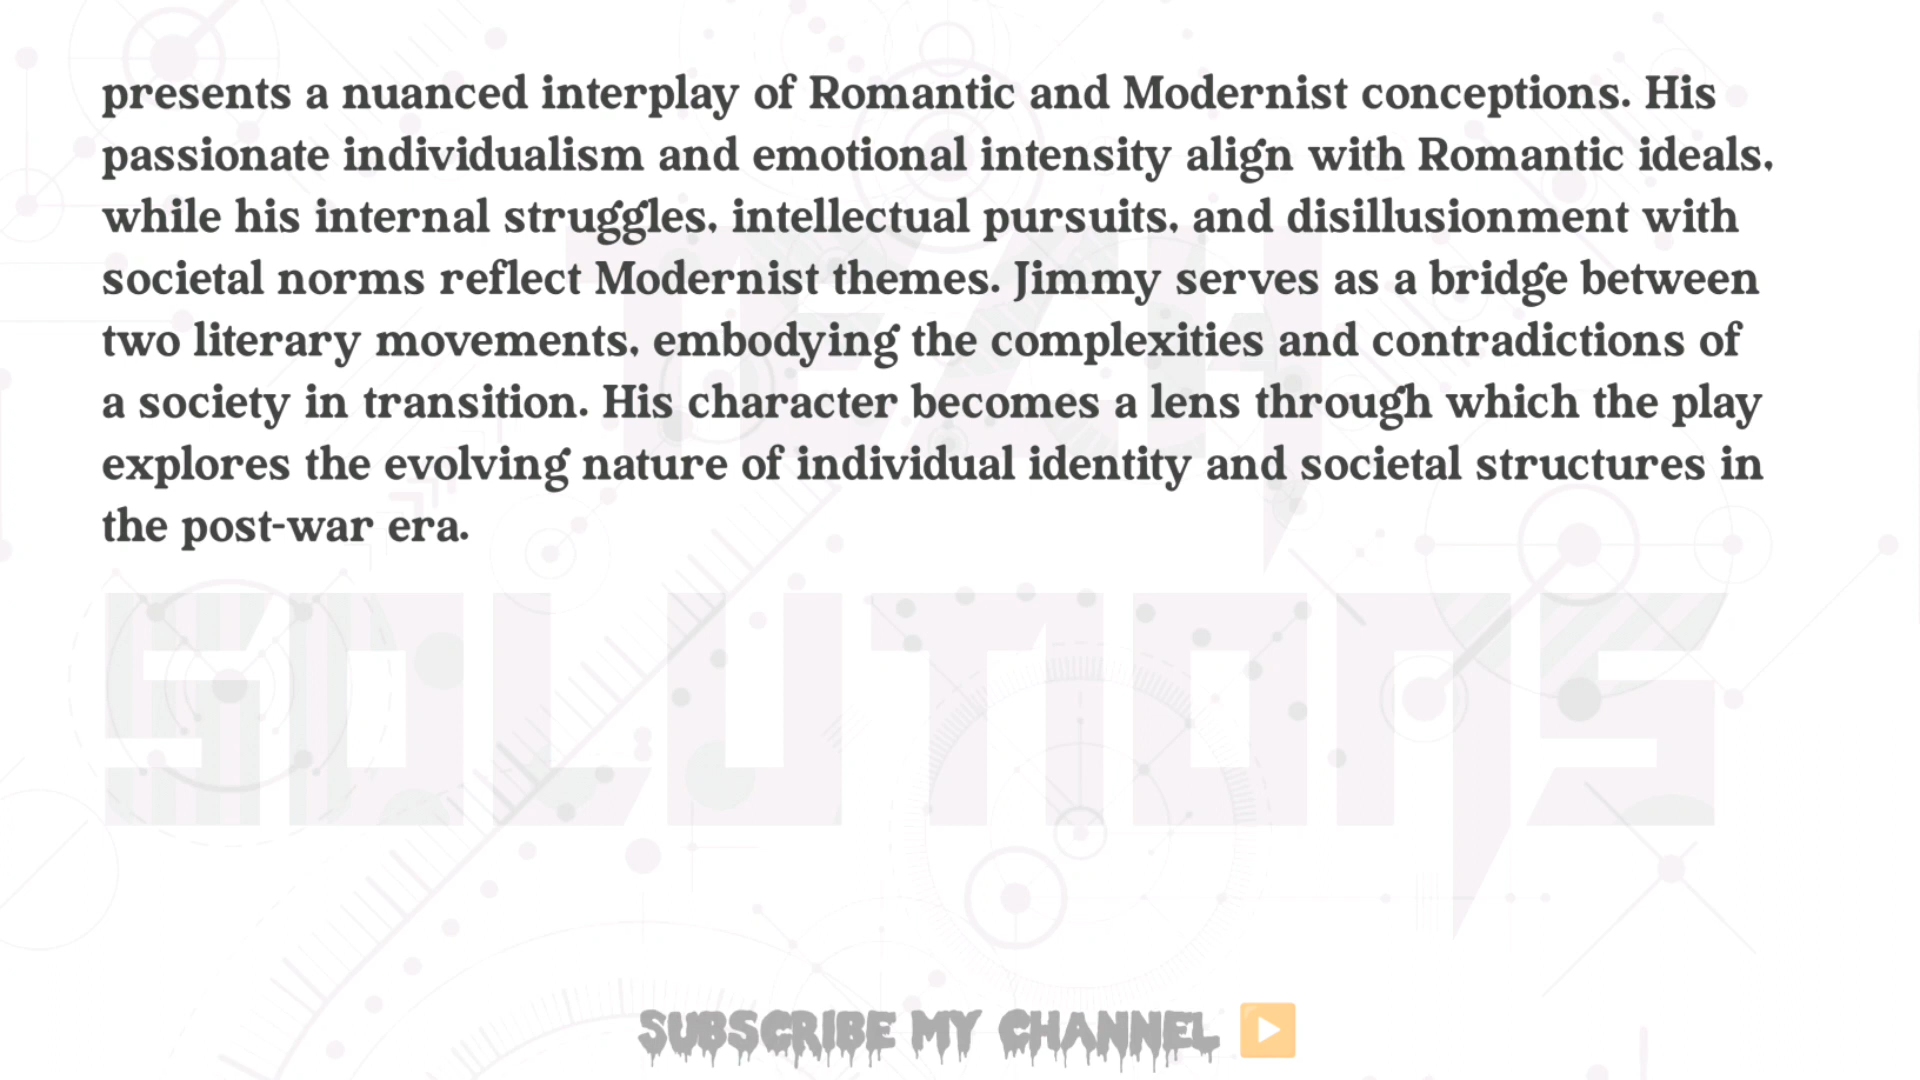 presents a nuanced interplay of Romantic and Modernist conceptions. His
passionate individualism and emotional intensity align with Romantic ideals,
while his internal struggles, intellectual pursuits, and disillusionment with
societal norms reflect Modernist themes. Jimmy serves as a bridge between
two literary movements, embodying the complexities and contradictions of
a society in transition. His character becomes a lens through which the play
explores the evolving nature of individual identity and societal structures in
the post-war era.
SOLUTIONS
SUBSCRIBE MY CHANNEL